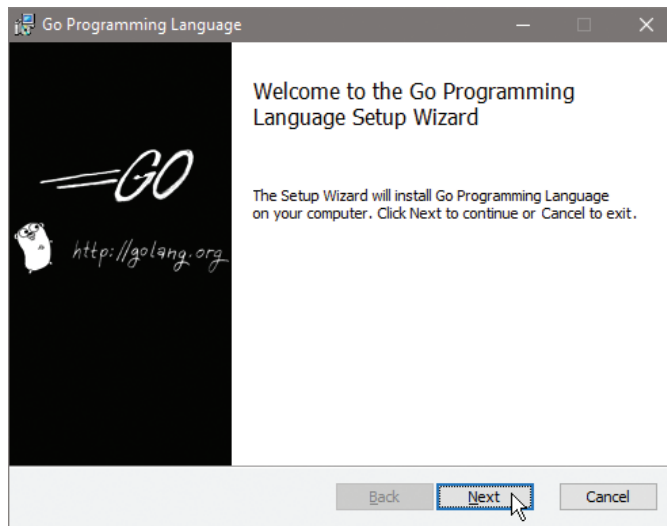 Go Programming Language
Welcome to the Go Programming
Language Setup Wizard
GO
The Setup Wizard will install Go Programming Language
on your computer. Click Next to continue or Cancel to exit.
http://golang.org
Back Next Cancel